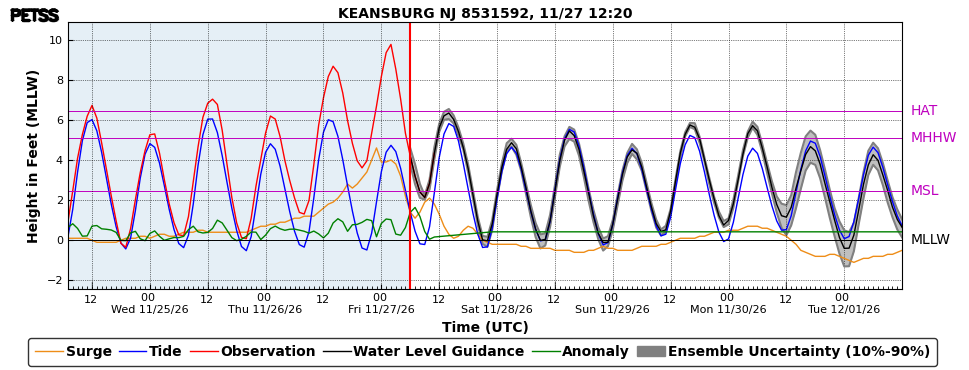 PETSS
KEANSBURG NJ 8531592, 11/27 12:20
Height in Feet (MLLW)
10
8
6
4
2
0
−2
HAT
MHHW
MSL
MLLW
12 00 12 00 12 00 12 00 12 00 12 00 12 00
Wed 11/25/26 Thu 11/26/26 Fri 11/27/26 Sat 11/28/26 Sun 11/29/26 Mon 11/30/26 Tue 12/01/26
Time (UTC)
Surge Tide Observation Water Level Guidance Anomaly Ensemble Uncertainty (10%-90%)